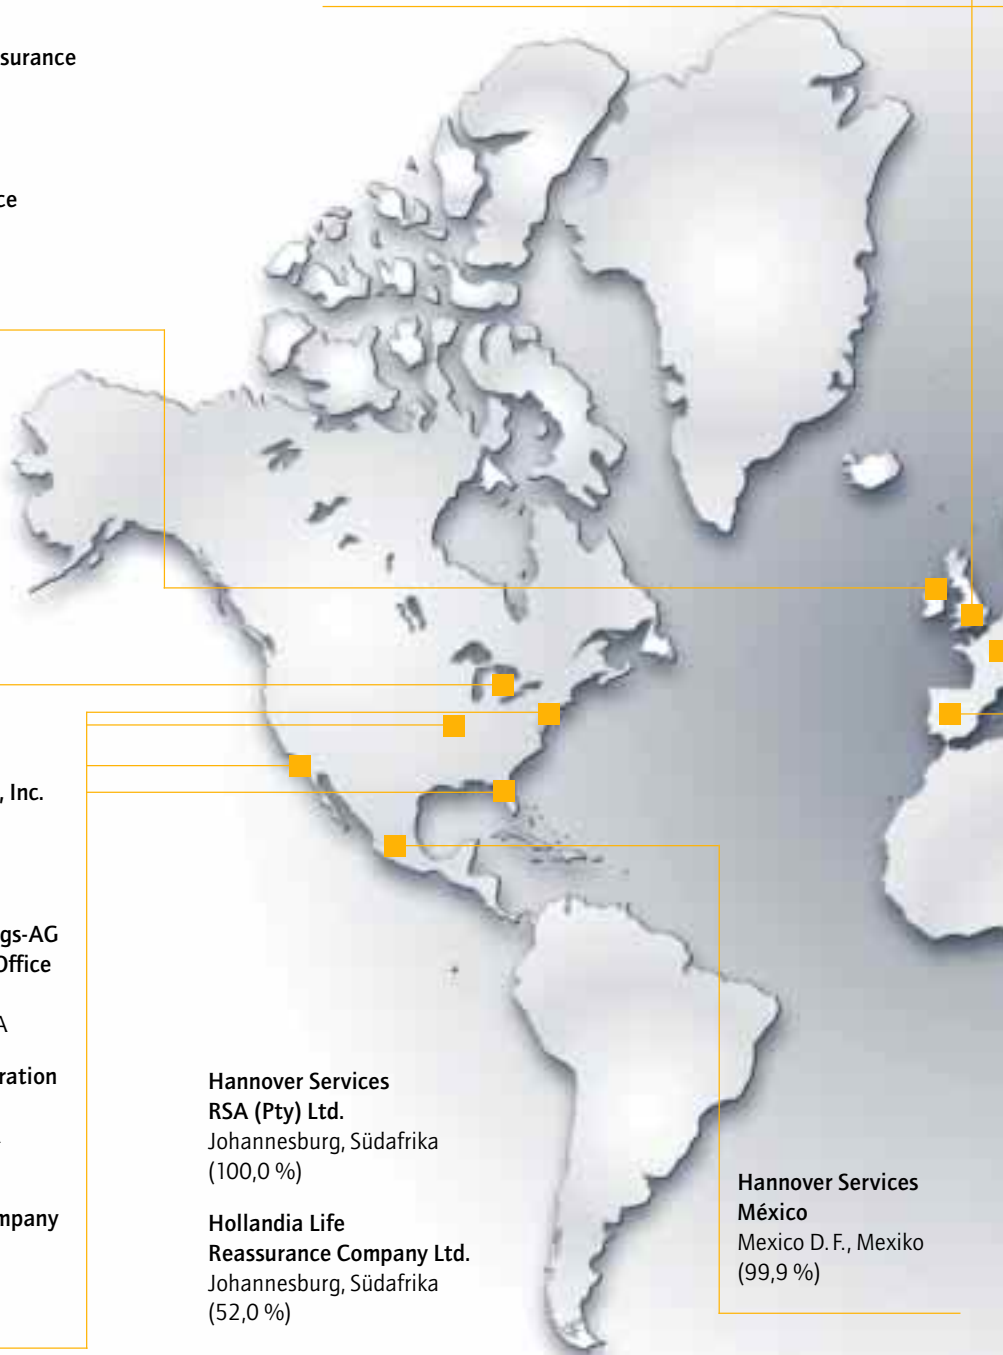 surance
ce
, Inc.
gs-AG
Office
A
ration
mpany
Hannover Services
RSA (Pty) Ltd.
Johannesburg, Südafrika
(100,0 %)
Hollandia Life
Reassurance Company Ltd.
Johannesburg, Südafrika
(52,0 %)
Hannover Services
México
Mexico D. F., Mexiko
(99,9 %)